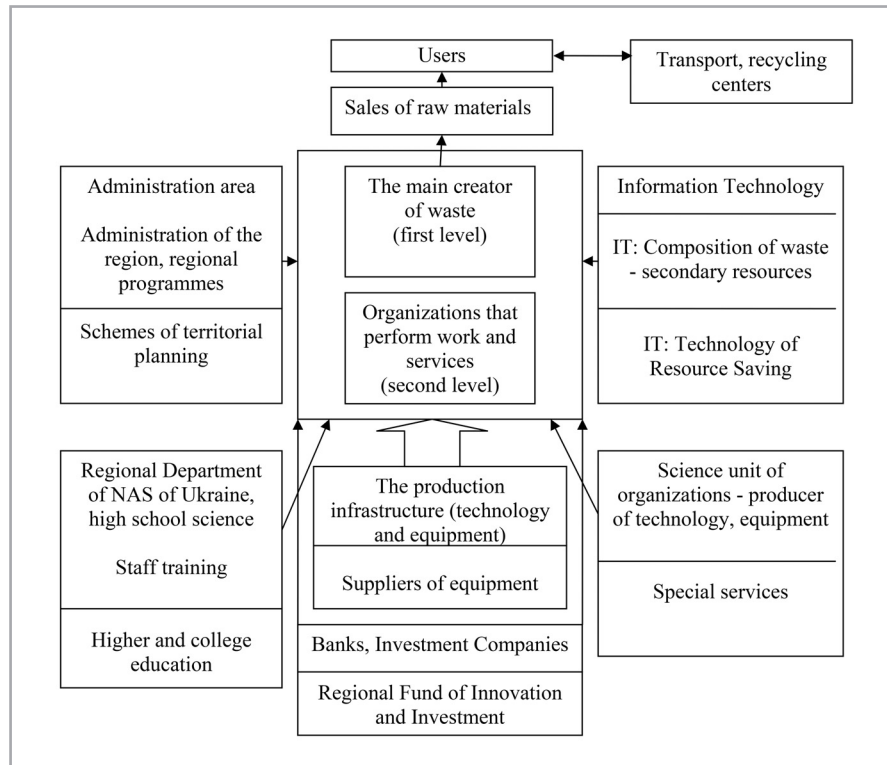 Users
Transport, recycling
centers
Sales of raw materials
Administration area
Administration of the
region, regional
programmes
Schemes of territorial
planning
The main creator
of waste
(first level)
Organizations that
perform work and
services
(second level)
Information Technology
IT: Composition of waste
- secondary resources
IT: Technology of
Resource Saving
Regional Department
of NAS of Ukraine,
high school science
Staff training
Higher and college
education
The production
infrastructure (technology
and equipment)
Suppliers of equipment
Banks, Investment Companies
Regional Fund of Innovation
and Investment
Science unit of
organizations - producer
of technology, equipment
Special services